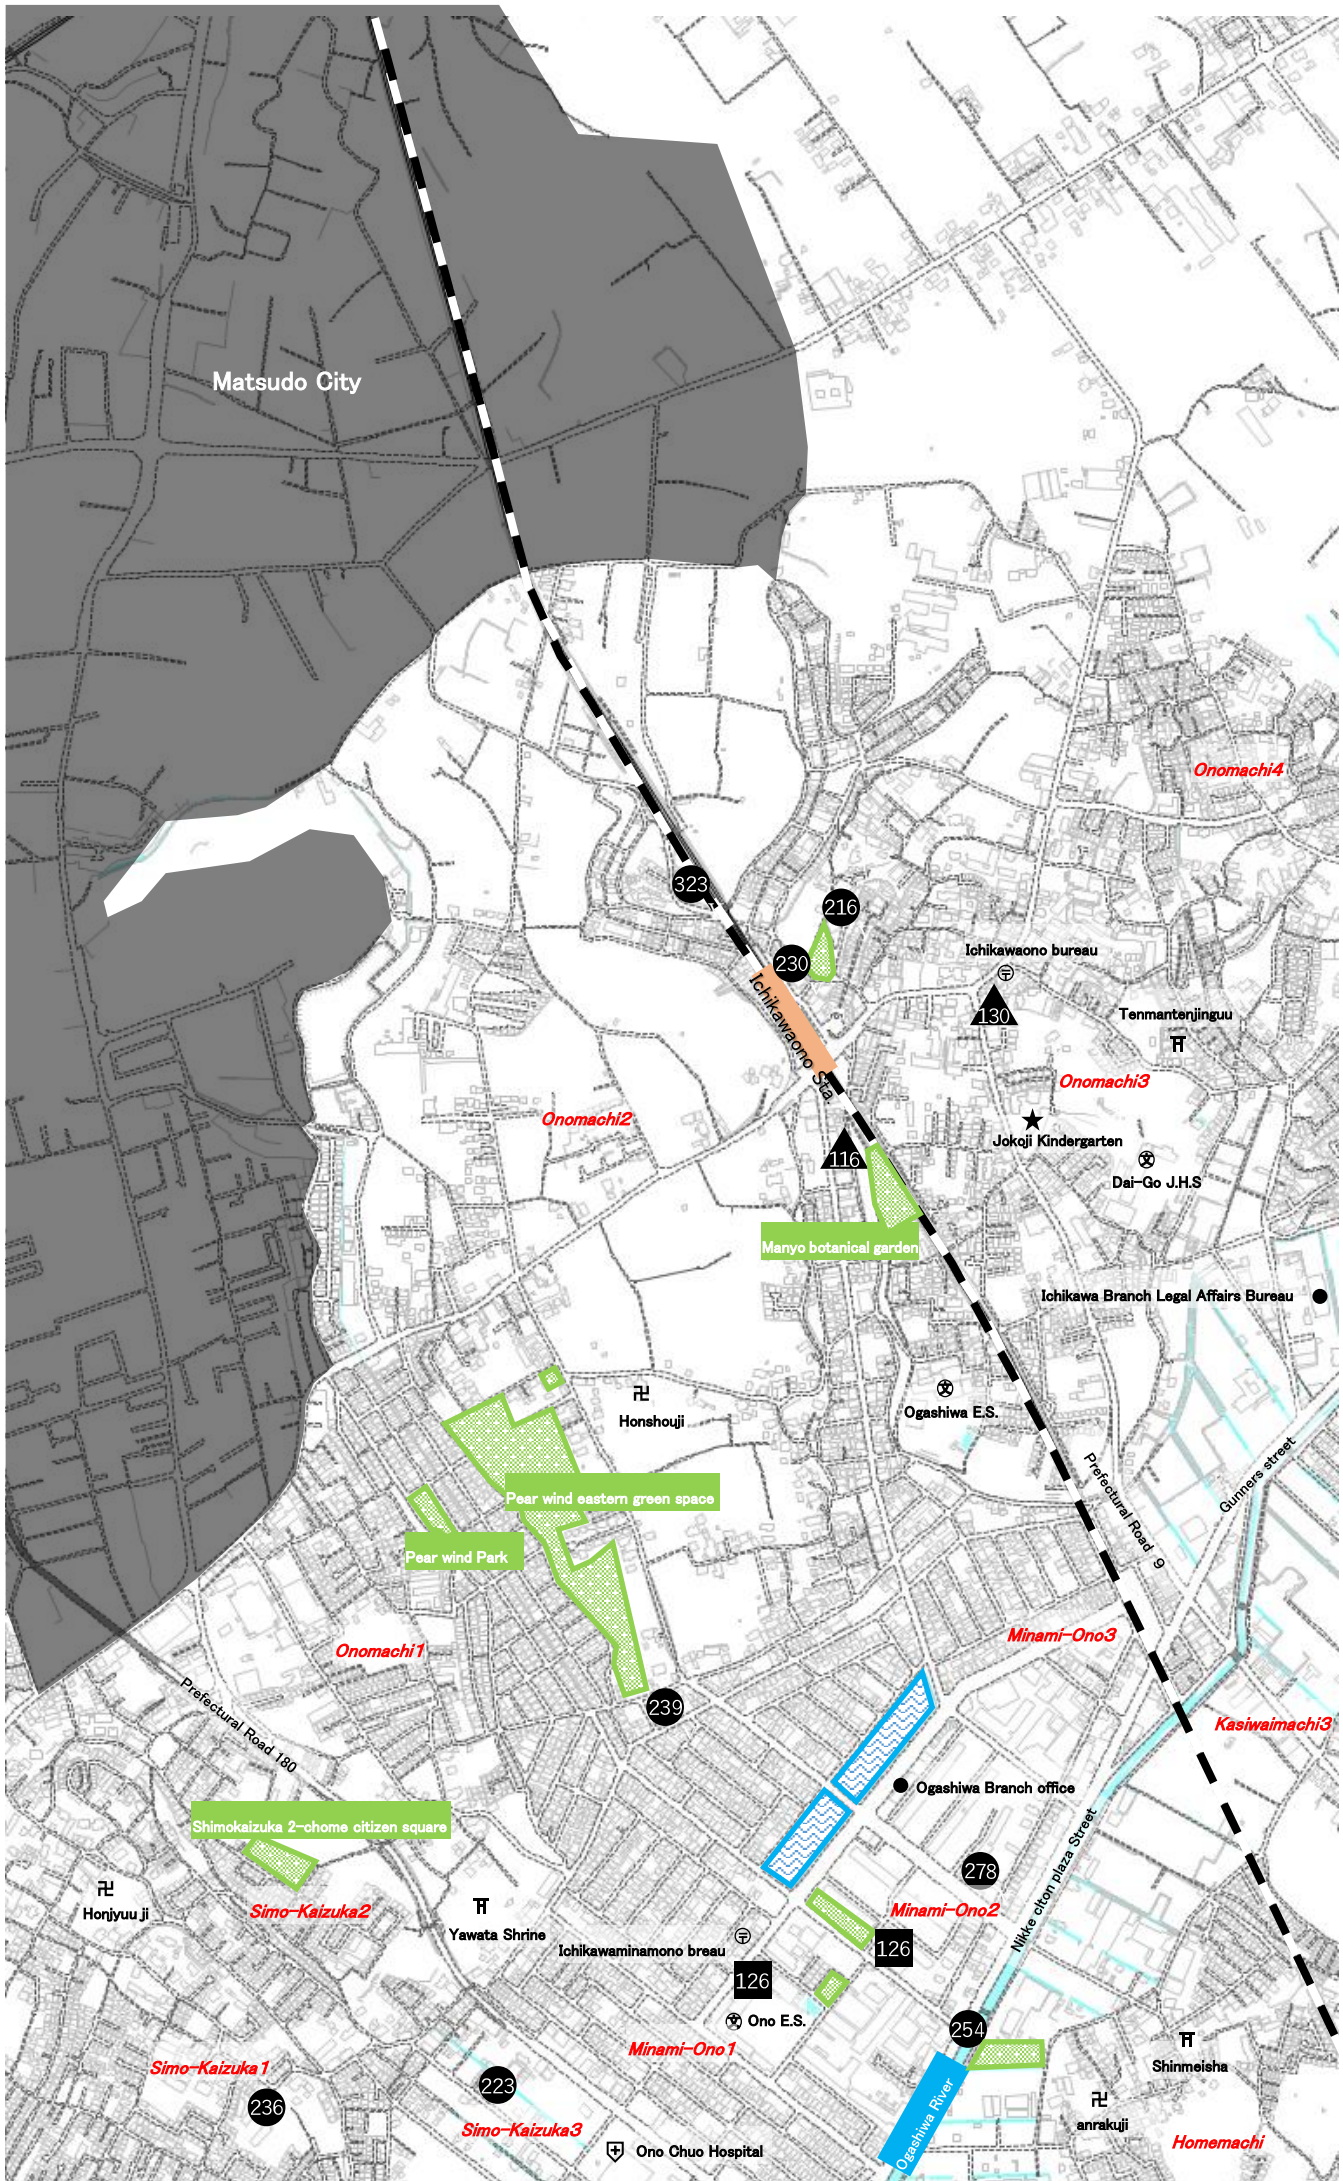 Matsudo City
Onomachi4
323
216
230
Ichikawaono bureau
130
Tenmantenjinguu
Ichikawaono Sta.
Onomachi3
Onomachi2
Jokoji Kindergarten
116
Dai-Go J.H.S
Manyo botanical garden
Ichikawa Branch Legal Affairs Bureau
Ogashiwa E.S.
Honshouji
Gunners street
Prefectural Road 9
Pear wind eastern green space
Pear wind Park
Minami-Ono3
Onomachi1
239
Prefectural Road 180
Kasiwaimachi3
Ogashiwa Branch office
Shimokaizuka 2-chome citizen square
278
Nikke clton plaza Street
Minami-Ono2
Simo-Kaizuka2
Honjyuu ji
Yawata Shrine
Ichikawaminamono breau
126
126
Ono E.S.
254
Minami-Ono1
Shinmeisha
Simo-Kaizuka1
223
236
Ogashiwa River
anrakuji
Simo-Kaizuka3
Homemachi
Ono Chuo Hospital